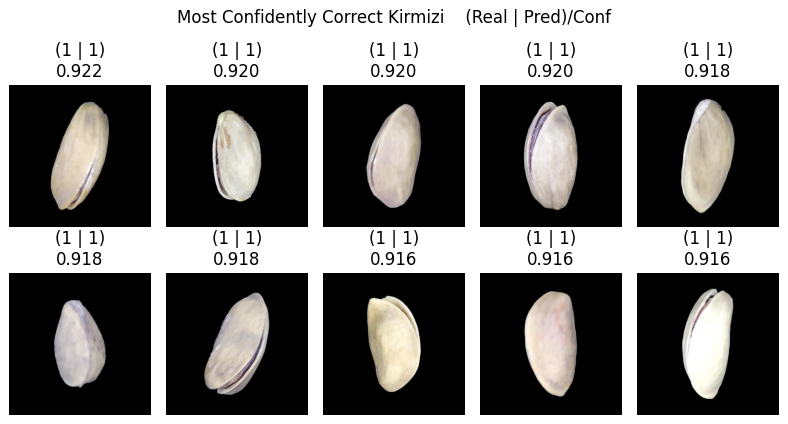 Most Confidently Correct Kirmizi    (Real | Pred)/Conf
(1 | 1) (1 | 1) (1 | 1) (1 | 1) (1 | 1)
0.922 0.920 0.920 0.920 0.918
(1 | 1) (1 | 1) (1 | 1) (1 | 1) (1 | 1)
0.918 0.918 0.916 0.916 0.916